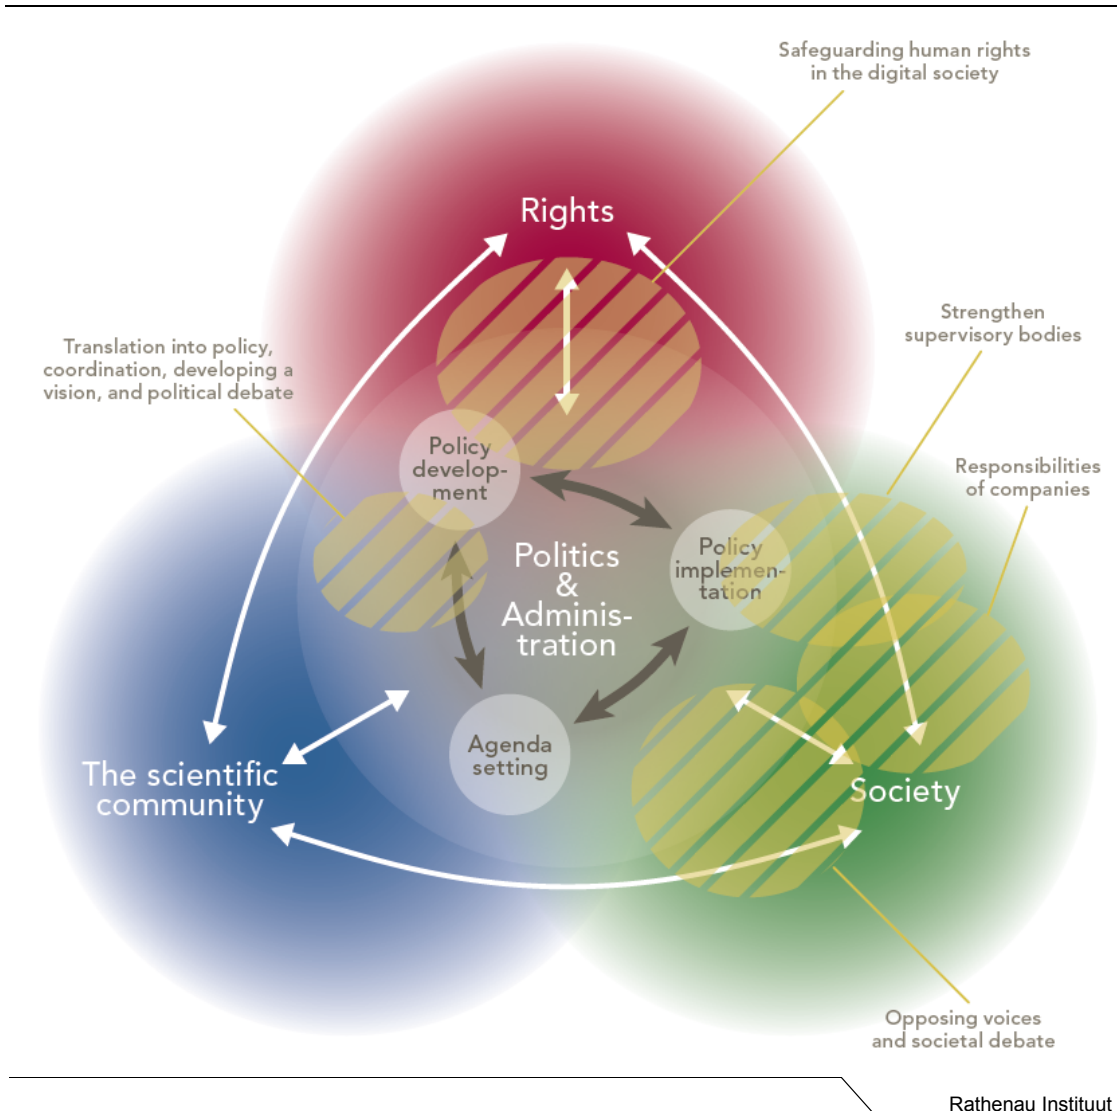 Safeguarding human rights
in the digital society
Rights
Strengthen
supervisory bodies
Translation into policy,
coordination, developing a
vision, and political debate
Policy
develop-
ment
Responsibilities
of companies
Politics
&
Adminis-
tration
Policy
implemen-
tation
Agenda
setting
The scientific
community
Society
Opposing voices
and societal debate
Rathenau Instituut